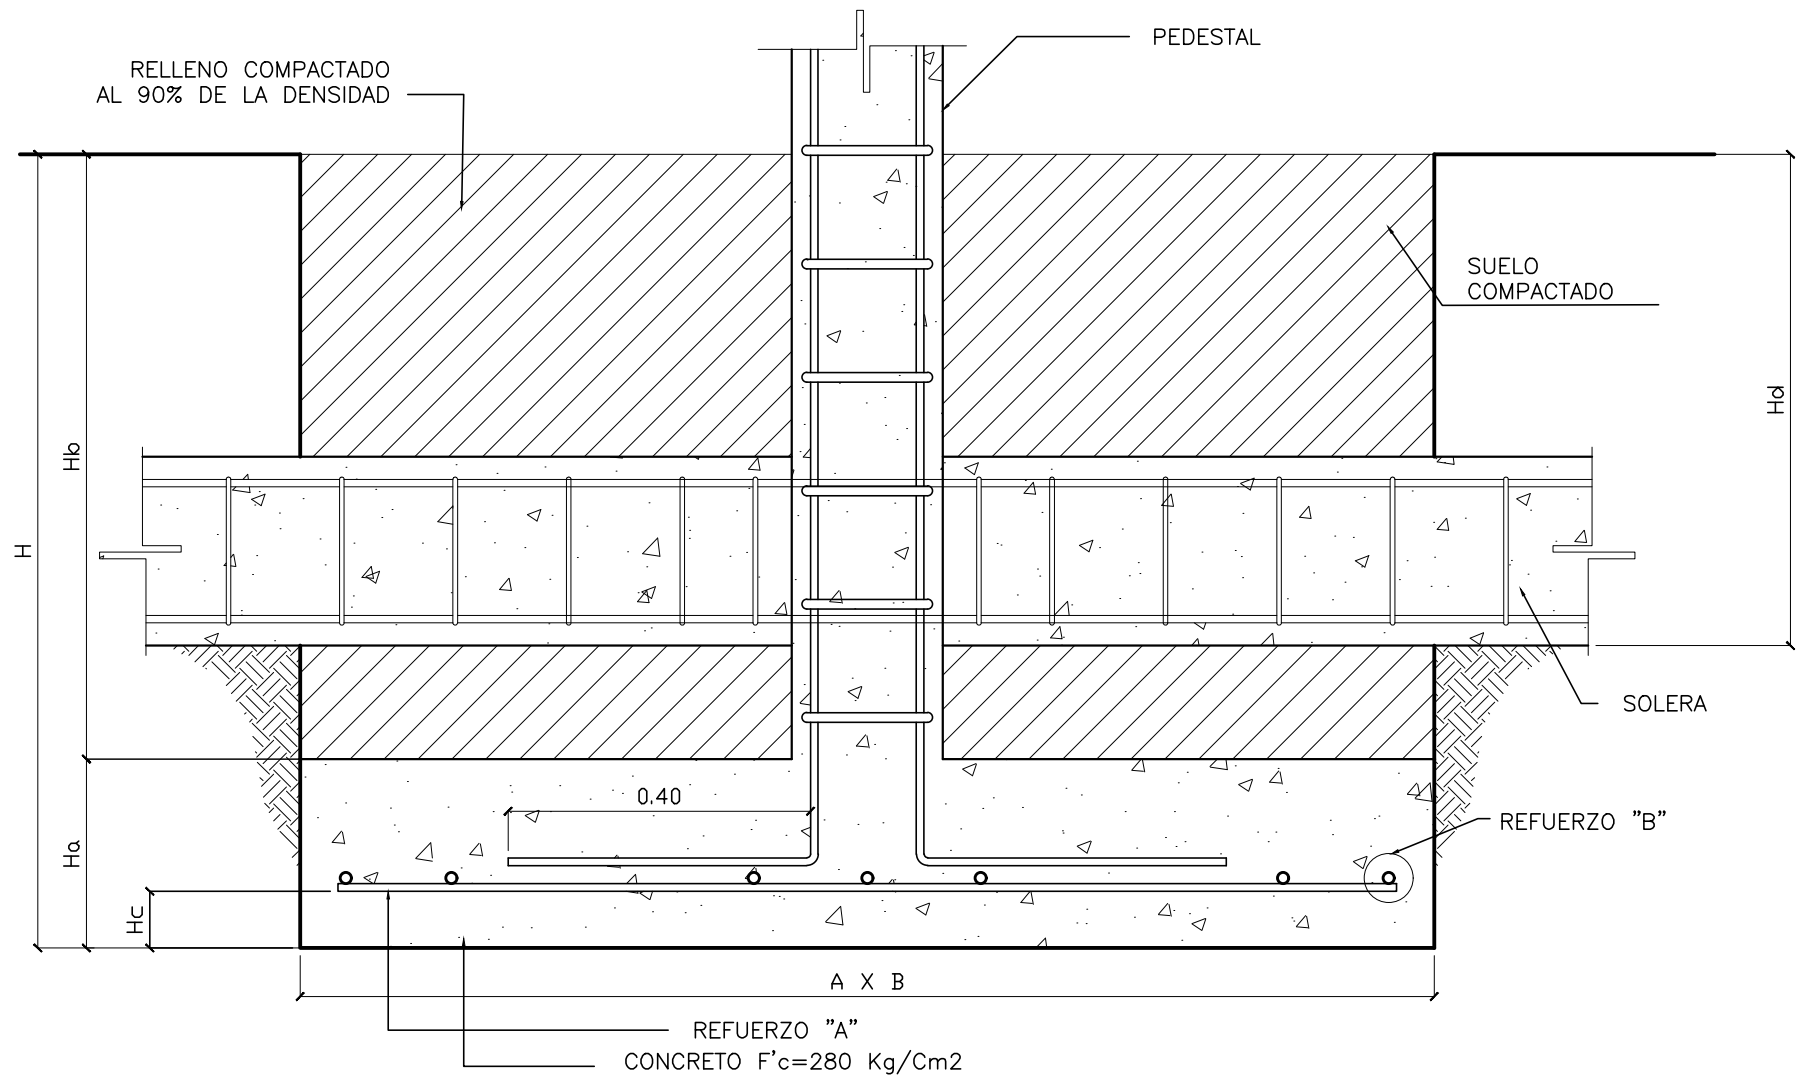 PEDESTAL
RELLENO COMPACTADO
AL 90% DE LA DENSIDAD
SUELO
COMPACTADO
Hd
Hb
H
SOLERA
0.40
REFUERZO "B"
Ha
Hc
A X B
REFUERZO "A"
CONCRETO F'c=280 Kg/Cm2